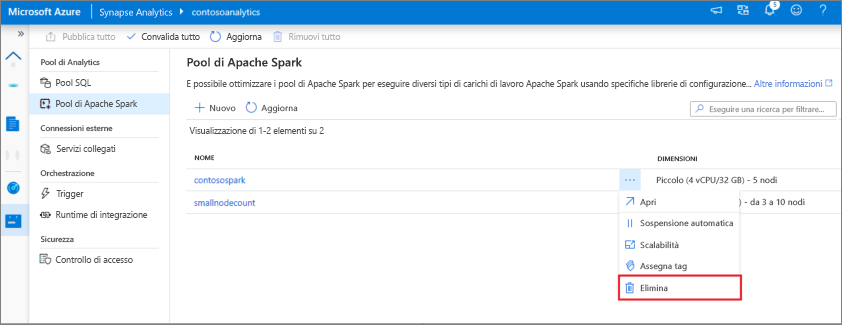 Microsoft Azure Synapse Analytics › contosoanalytics 5
» Pubblica tutto Convalida tutto Aggiorna Rimuovi tutto
Pool di Analytics
Pool SQL
Pool di Apache Spark
Connessioni esterne
Servizi collegati
Orchestrazione
Trigger
Runtime di integrazione
Sicurezza
Controllo di accesso
Pool di Apache Spark
E possibile ottimizzare i pool di Apache Spark per eseguire diversi tipi di carichi di lavoro Apache Spark usando specifiche librerie di configurazione... Altre informazioni
Nuovo Aggiorna Eseguire una ricerca per filtrare...
Visualizzazione di 1-2 elementi su 2
NOME DIMENSIONI
contosospark ... Piccolo (4 vCPU/32 GB) - 5 nodi
smallnodecount ) - da 3 a 10 nodi
Apri
Sospensione automatica
Scalabilità
Assegna tag
Elimina